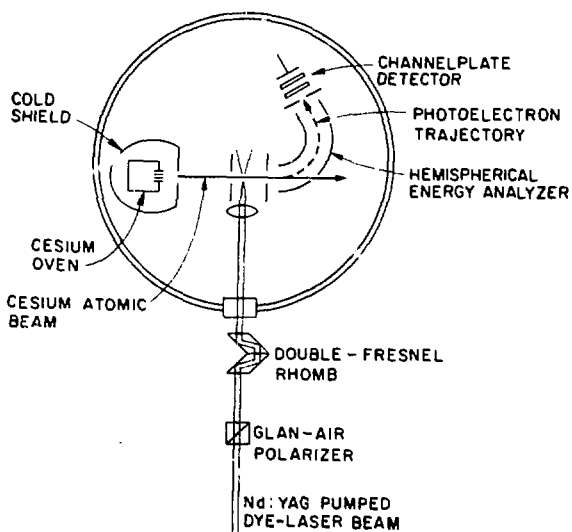 CHANNELPLATE
DETECTOR
COLD
SHIELD
PHOTOELECTRON
TRAJECTORY
HEMISPHERICAL
ENERGY ANALYZER
CESIUM
OVEN
CESIUM ATOMIC
BEAM
DOUBLE-FRESNEL
RHOMB
GLAN-AIR
POLARIZER
Nd:YAG PUMPED
DYE-LASER BEAM